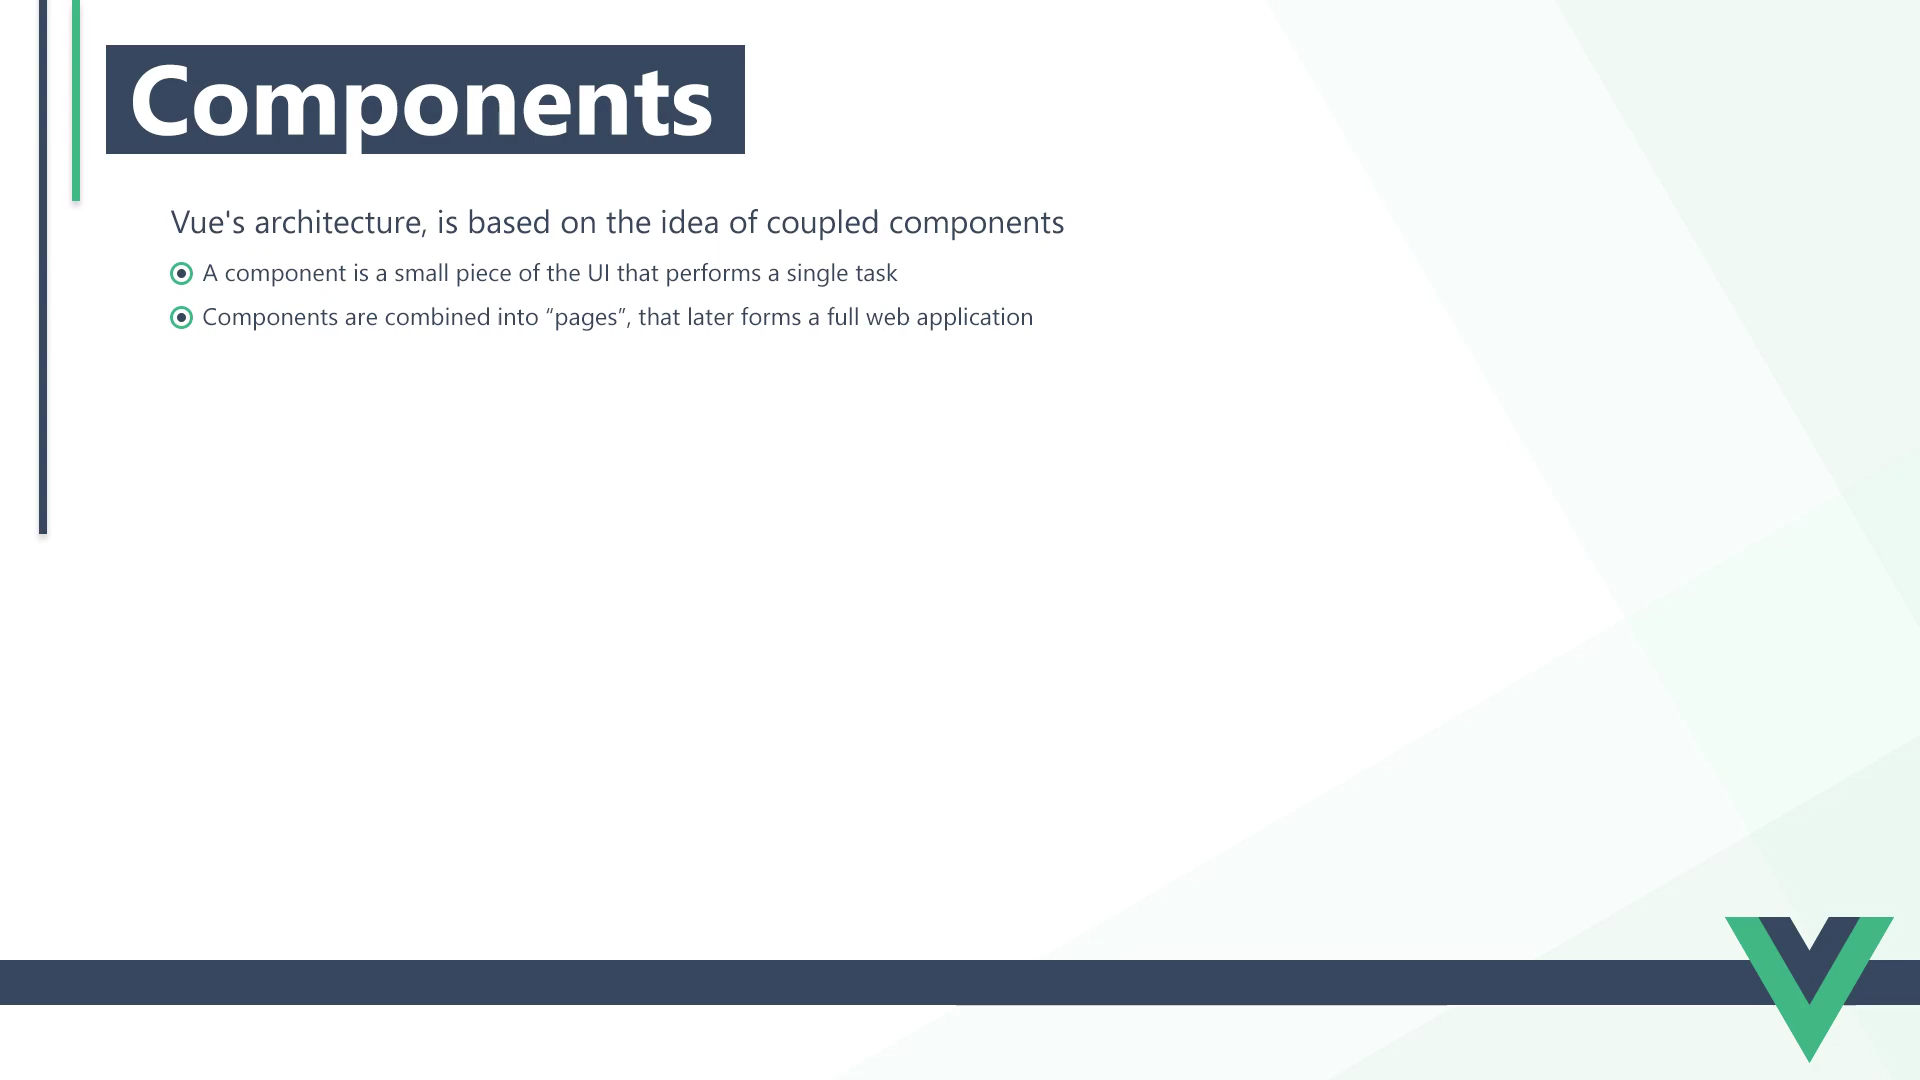 Components
Vue's architecture, is based on the idea of coupled components
A component is a small piece of the UI that performs a single task
Components are combined into “pages”, that later forms a full web application